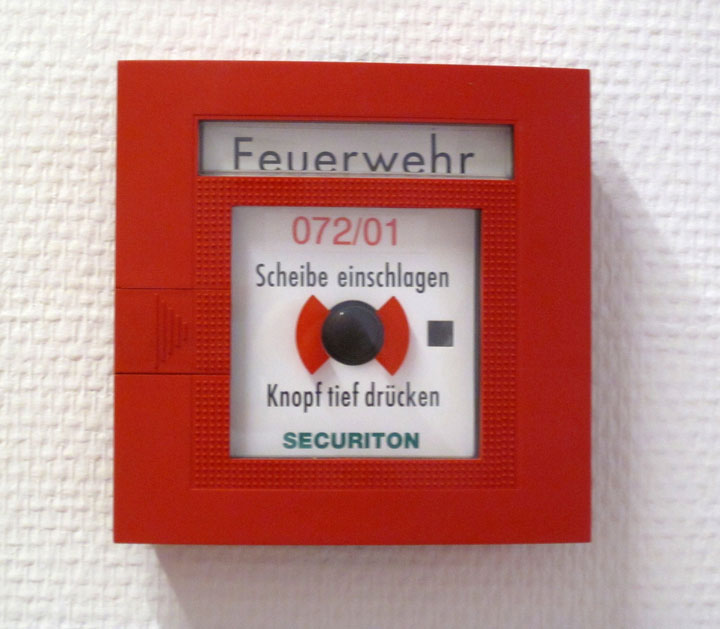 Feuerwehr
072/01
Scheibe einschlagen
Knopf tief drücken
SECURITON